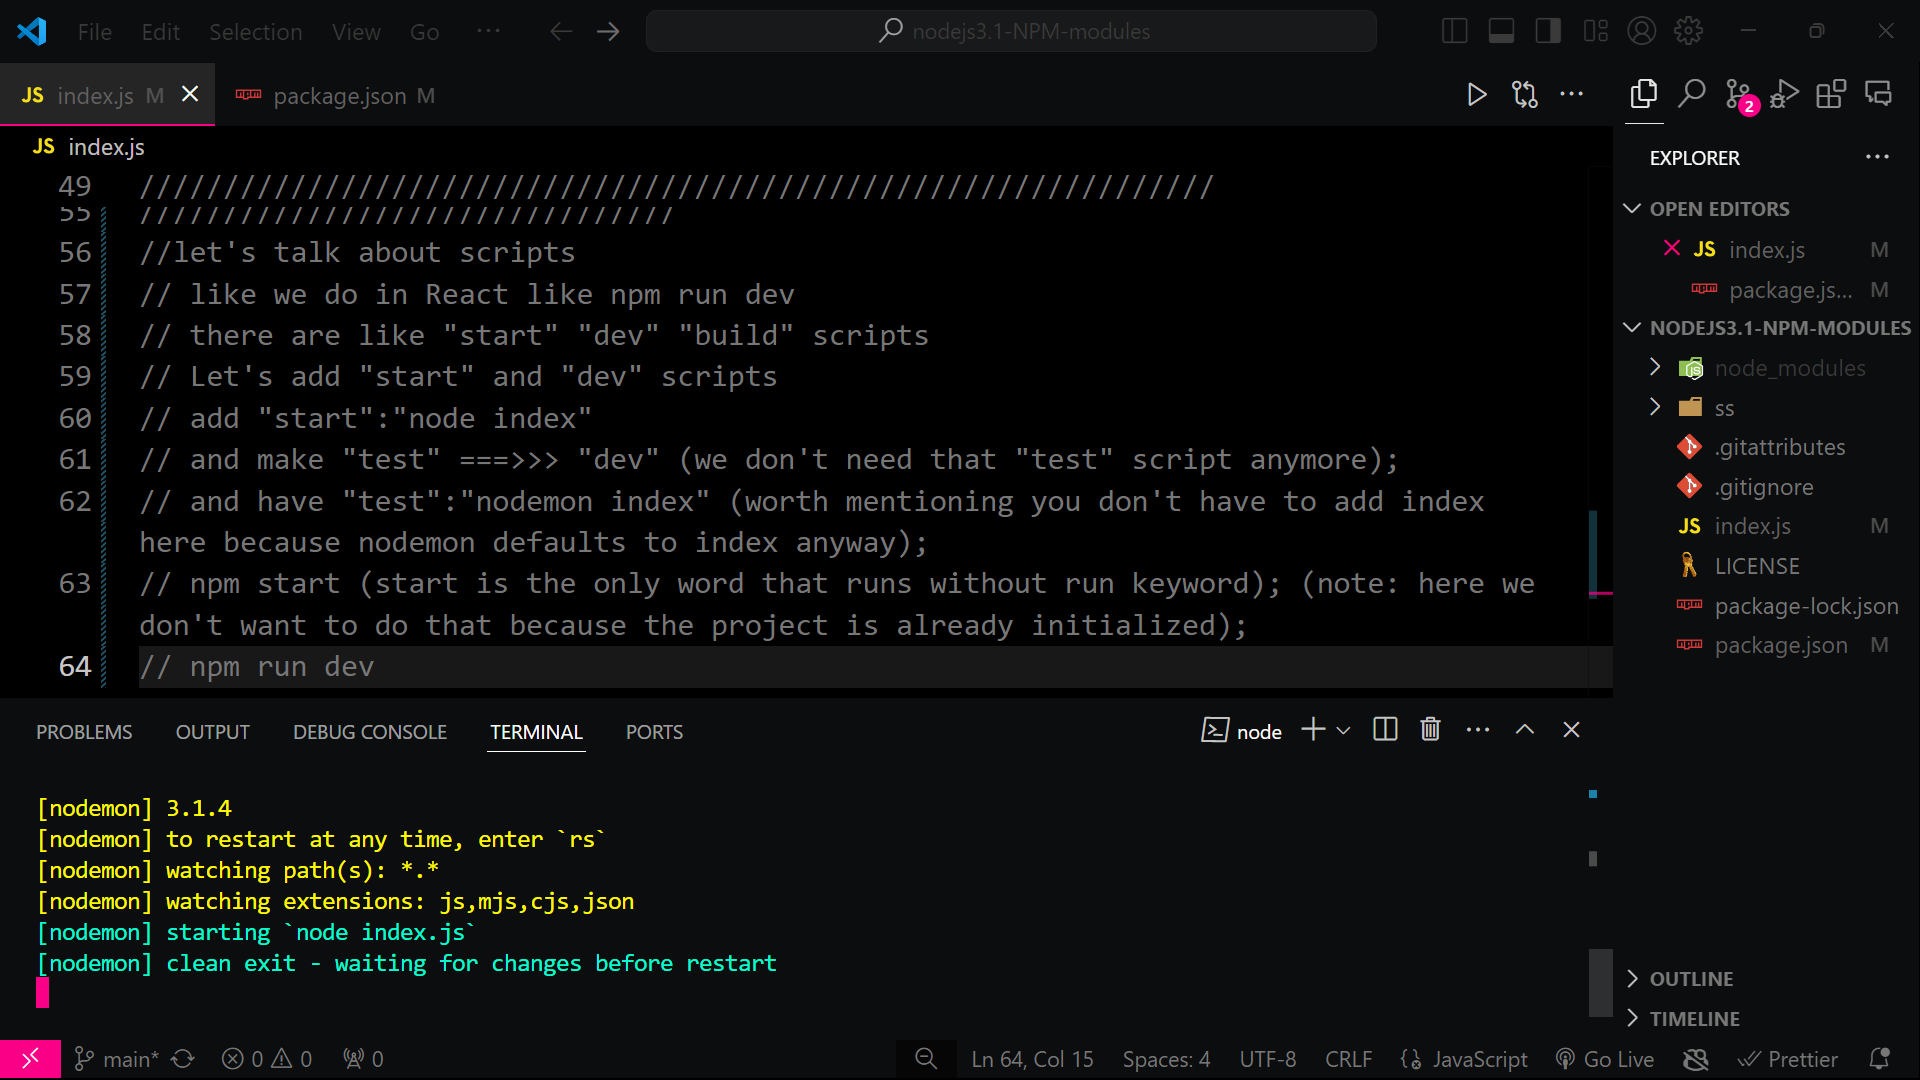 File Edit Selection View Go ··· nodejs3.1-NPM-modules
JS index.js M package.json M
JS index.js
49 ////////////////////////////////////////////////////////////////
55 ////////////////////////////////
56 //let's talk about scripts
57 // like we do in React like npm run dev
58 // there are like "start" "dev" "build" scripts
59 // Let's add "start" and "dev" scripts
60 // add "start":"node index"
61 // and make "test" ===>>> "dev" (we don't need that "test" script anymore);
62 // and have "test":"nodemon index" (worth mentioning you don't have to add index
here because nodemon defaults to index anyway);
63 // npm start (start is the only word that runs without run keyword); (note: here we
don't want to do that because the project is already initialized);
64 // npm run dev
PROBLEMS OUTPUT DEBUG CONSOLE TERMINAL PORTS node
[nodemon] 3.1.4
[nodemon] to restart at any time, enter `rs`
[nodemon] watching path(s): *.*
[nodemon] watching extensions: js,mjs,cjs,json
[nodemon] starting `node index.js`
[nodemon] clean exit - waiting for changes before restart
2
EXPLORER
OPEN EDITORS
JS index.js M
package.js... M
NODEJS3.1-NPM-MODULES
node_modules
ss
.gitattributes
.gitignore
JS index.js M
LICENSE
package-lock.json
package.json M
OUTLINE
TIMELINE
main* 0 0 0 Ln 64, Col 15 Spaces: 4 UTF-8 CRLF JavaScript Go Live Prettier